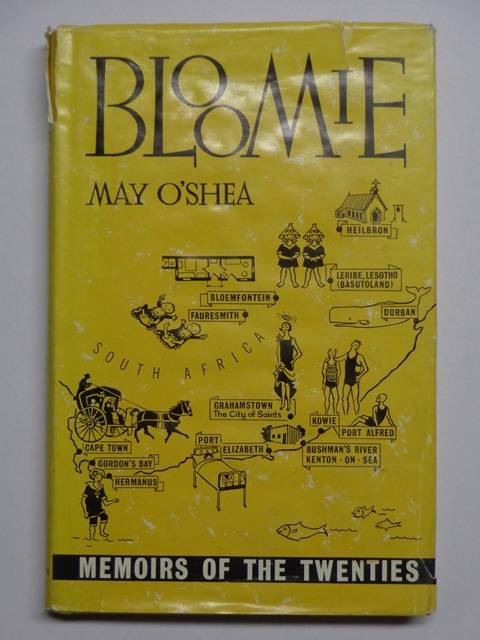 BLOOMIE
MAY O'SHEA
HEILBRON
LERIBE, LESOTHO
(BASUTOLAND)
BLOEMFONTEIN
FAURESMITH
DURBAN
SOUTH AFRICA
GRAHAMSTOWN
The City of Saints
KOWIE
PORT ALFRED
CAPE TOWN
PORT
ELIZABETH
BUSHMAN'S RIVER
KENTON·ON·SEA
GORDON'S BAY
HERMANUS
MEMOIRS OF THE TWENTIES